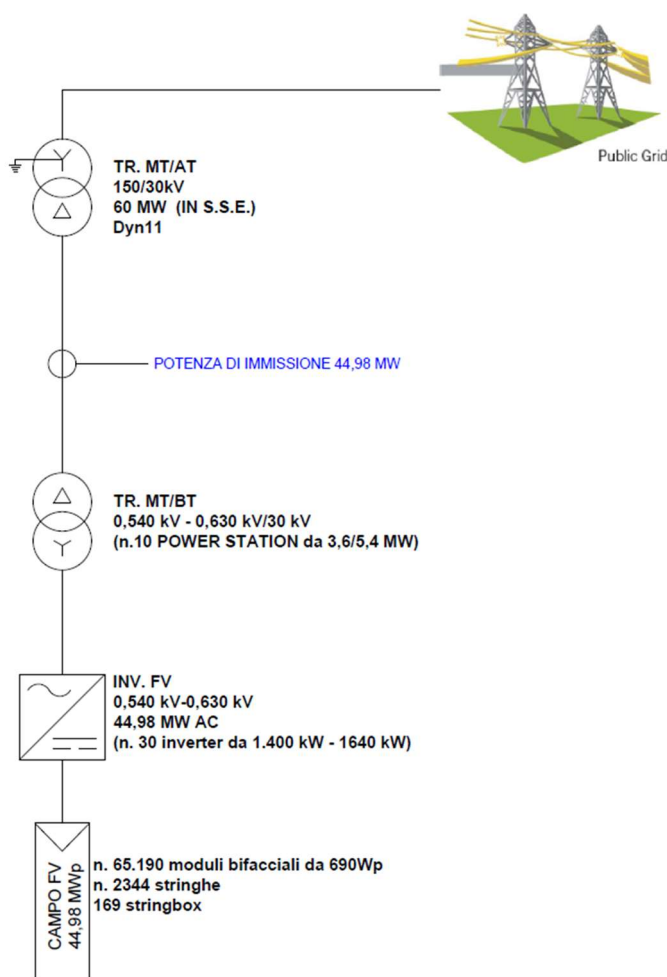 Public Grid
TR. MT/AT
150/30kV
60 MW (IN S.S.E.)
Dyn11
POTENZA DI IMMISSIONE 44,98 MW
TR. MT/BT
0,540 kV - 0,630 kV/30 kV
(n.10 POWER STATION da 3,6/5,4 MW)
INV. FV
0,540 kV-0,630 kV
44,98 MW AC
(n. 30 inverter da 1.400 kW - 1640 kW)
CAMPO FV
44,98 MWp
n. 65.190 moduli bifacciali da 690Wp
n. 2344 stringhe
169 stringbox